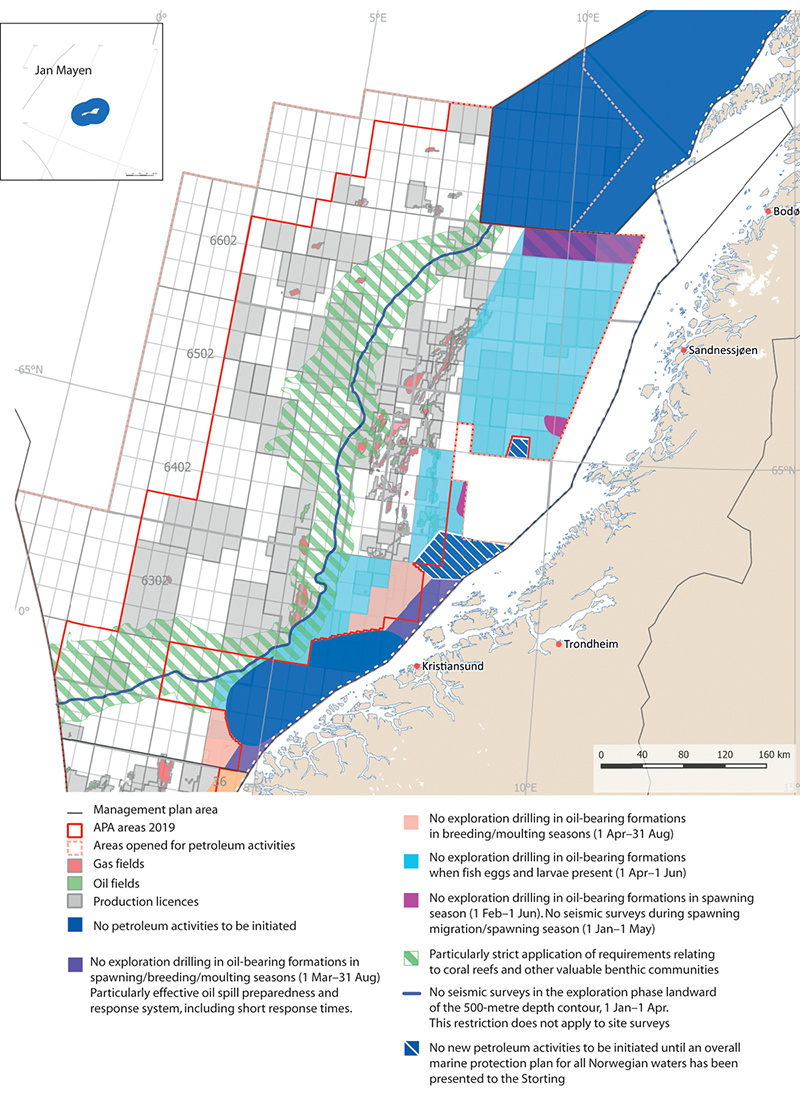 0°
5°E
10°E
Jan Mayen
Bodø
6602
Sandnessjøen
6502
65°N
6402
65°N
6302
0°
Trondheim
Kristiansund
0 40 80 120 160 km
36
5°E
10°E
15°
Management plan area
APA areas 2019
Areas opened for petroleum activities
Gas fields
Oil fields
Production licences
No petroleum activities to be initiated
No exploration drilling in oil-bearing formations in
spawning/breeding/moulting seasons (1 Mar–31 Aug)
Particularly effective oil spill preparedness and
response system, including short response times.
No exploration drilling in oil-bearing formations
in breeding/moulting seasons (1 Apr–31 Aug)
No exploration drilling in oil-bearing formations
when fish eggs and larvae present (1 Apr–1 Jun)
No exploration drilling in oil-bearing formations in spawning
season (1 Feb–1 Jun). No seismic surveys during spawning
migration/spawning season (1 Jan–1 May)
Particularly strict application of requirements relating
to coral reefs and other valuable benthic communities
No seismic surveys in the exploration phase landward
of the 500-metre depth contour, 1 Jan–1 Apr.
This restriction does not apply to site surveys
No new petroleum activities to be initiated until an overall
marine protection plan for all Norwegian waters has been
presented to the Storting